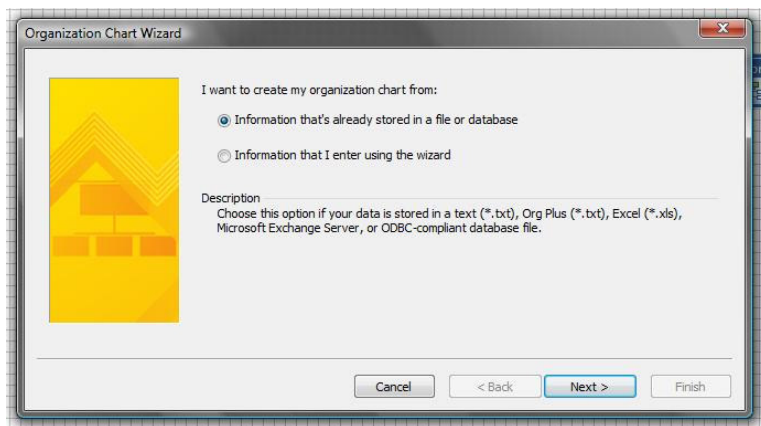 Organization Chart Wizard
I want to create my organization chart from:
Information that's already stored in a file or database
Information that I enter using the wizard
Description
Choose this option if your data is stored in a text (*.txt), Org Plus (*.txt), Excel (*.xls),
Microsoft Exchange Server, or ODBC-compliant database file.
Cancel
< Back
Next >
Finish